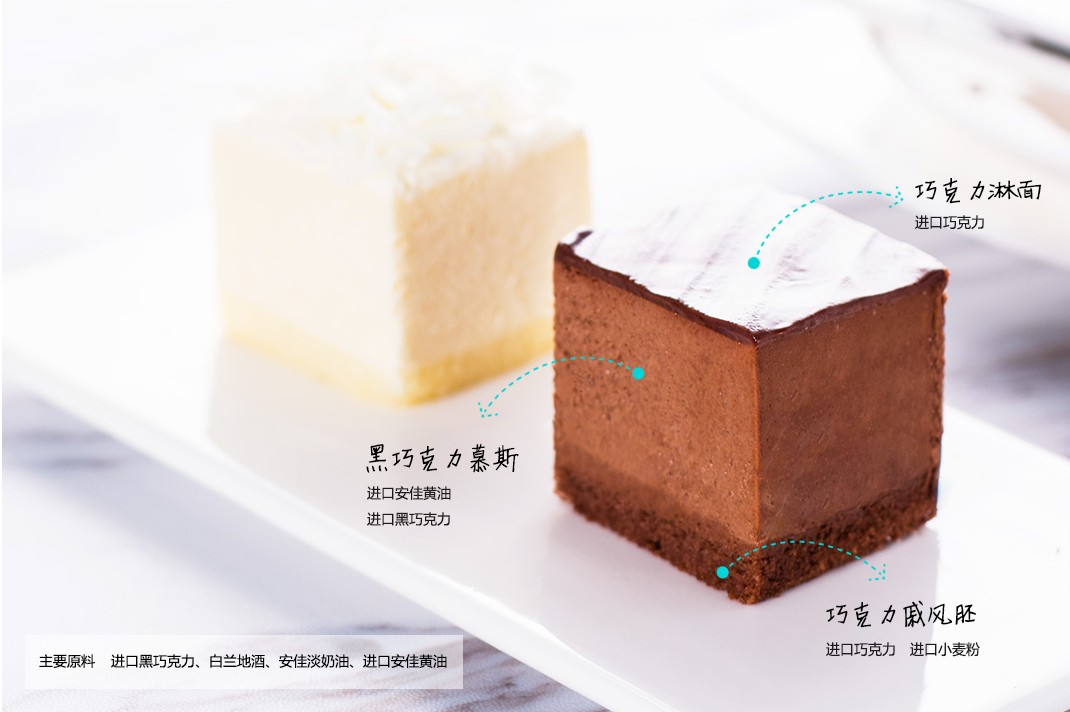 巧克力淋面
进口巧克力
黑巧克力慕斯
进口安佳黄油
进口黑巧克力
巧克力戚风胚
进口巧克力 进口小麦粉
主要原料 进口黑巧克力、白兰地酒、安佳淡奶油、进口安佳黄油